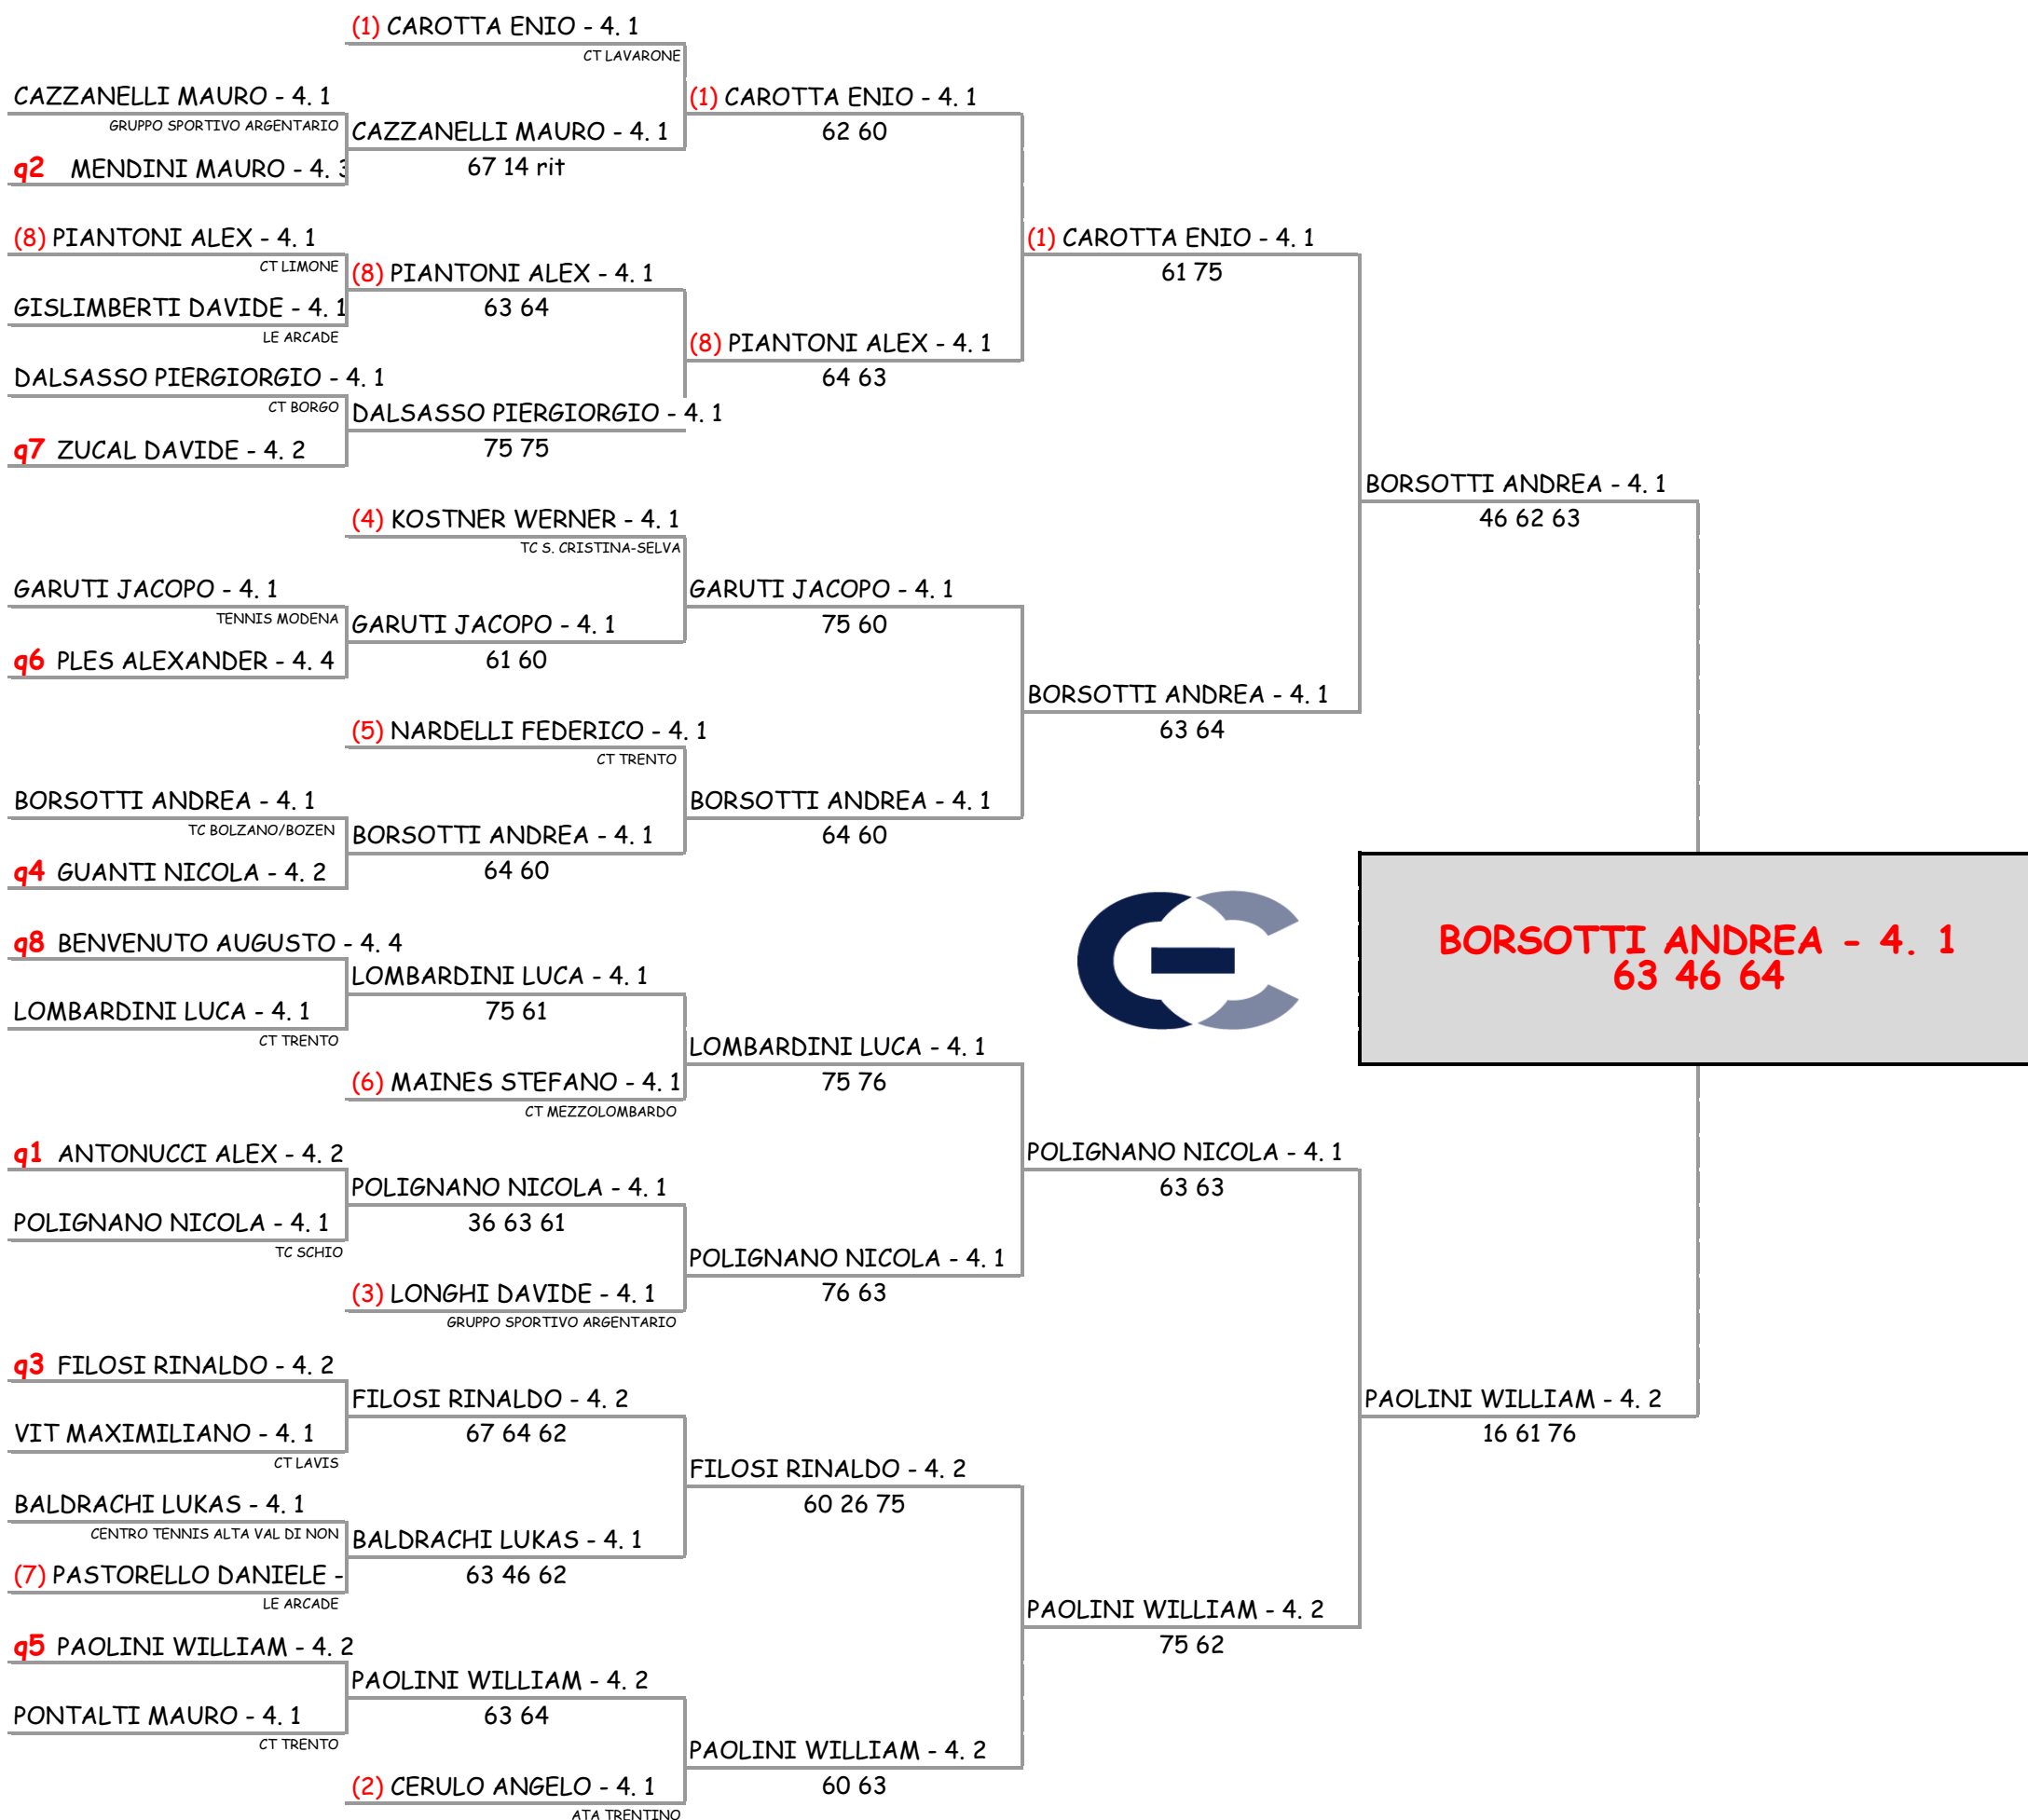 (1) CAROTTA ENIO - 4. 1
CT LAVARONE
CAZZANELLI MAURO - 4. 1
(1) CAROTTA ENIO - 4. 1
GRUPPO SPORTIVO ARGENTARIO
CAZZANELLI MAURO - 4. 1
62 60
q2 MENDINI MAURO - 4. 3
67 14 rit
(8) PIANTONI ALEX - 4. 1
(1) CAROTTA ENIO - 4. 1
CT LIMONE
(8) PIANTONI ALEX - 4. 1
61 75
GISLIMBERTI DAVIDE - 4. 1
63 64
LE ARCADE
(8) PIANTONI ALEX - 4. 1
DALSASSO PIERGIORGIO - 4. 1
64 63
CT BORGO
DALSASSO PIERGIORGIO - 4. 1
q7 ZUCAL DAVIDE - 4. 2
75 75
BORSOTTI ANDREA - 4. 1
(4) KOSTNER WERNER - 4. 1
46 62 63
TC S. CRISTINA-SELVA
GARUTI JACOPO - 4. 1
GARUTI JACOPO - 4. 1
TENNIS MODENA
GARUTI JACOPO - 4. 1
75 60
q6 PLES ALEXANDER - 4. 4
61 60
BORSOTTI ANDREA - 4. 1
(5) NARDELLI FEDERICO - 4. 1
63 64
CT TRENTO
BORSOTTI ANDREA - 4. 1
BORSOTTI ANDREA - 4. 1
TC BOLZANO/BOZEN
BORSOTTI ANDREA - 4. 1
64 60
q4 GUANTI NICOLA - 4. 2
64 60
q8 BENVENUTO AUGUSTO - 4. 4
BORSOTTI ANDREA - 4. 1
63 46 64
LOMBARDINI LUCA - 4. 1
LOMBARDINI LUCA - 4. 1
75 61
CT TRENTO
LOMBARDINI LUCA - 4. 1
(6) MAINES STEFANO - 4. 1
75 76
CT MEZZOLOMBARDO
q1 ANTONUCCI ALEX - 4. 2
POLIGNANO NICOLA - 4. 1
POLIGNANO NICOLA - 4. 1
63 63
POLIGNANO NICOLA - 4. 1
36 63 61
TC SCHIO
POLIGNANO NICOLA - 4. 1
(3) LONGHI DAVIDE - 4. 1
76 63
GRUPPO SPORTIVO ARGENTARIO
q3 FILOSI RINALDO - 4. 2
FILOSI RINALDO - 4. 2
PAOLINI WILLIAM - 4. 2
VIT MAXIMILIANO - 4. 1
67 64 62
16 61 76
CT LAVIS
FILOSI RINALDO - 4. 2
BALDRACHI LUKAS - 4. 1
60 26 75
CENTRO TENNIS ALTA VAL DI NON
BALDRACHI LUKAS - 4. 1
(7) PASTORELLO DANIELE -
63 46 62
LE ARCADE
PAOLINI WILLIAM - 4. 2
q5 PAOLINI WILLIAM - 4. 2
75 62
PAOLINI WILLIAM - 4. 2
PONTALTI MAURO - 4. 1
63 64
CT TRENTO
PAOLINI WILLIAM - 4. 2
(2) CERULO ANGELO - 4. 1
60 63
ATA TRENTINO